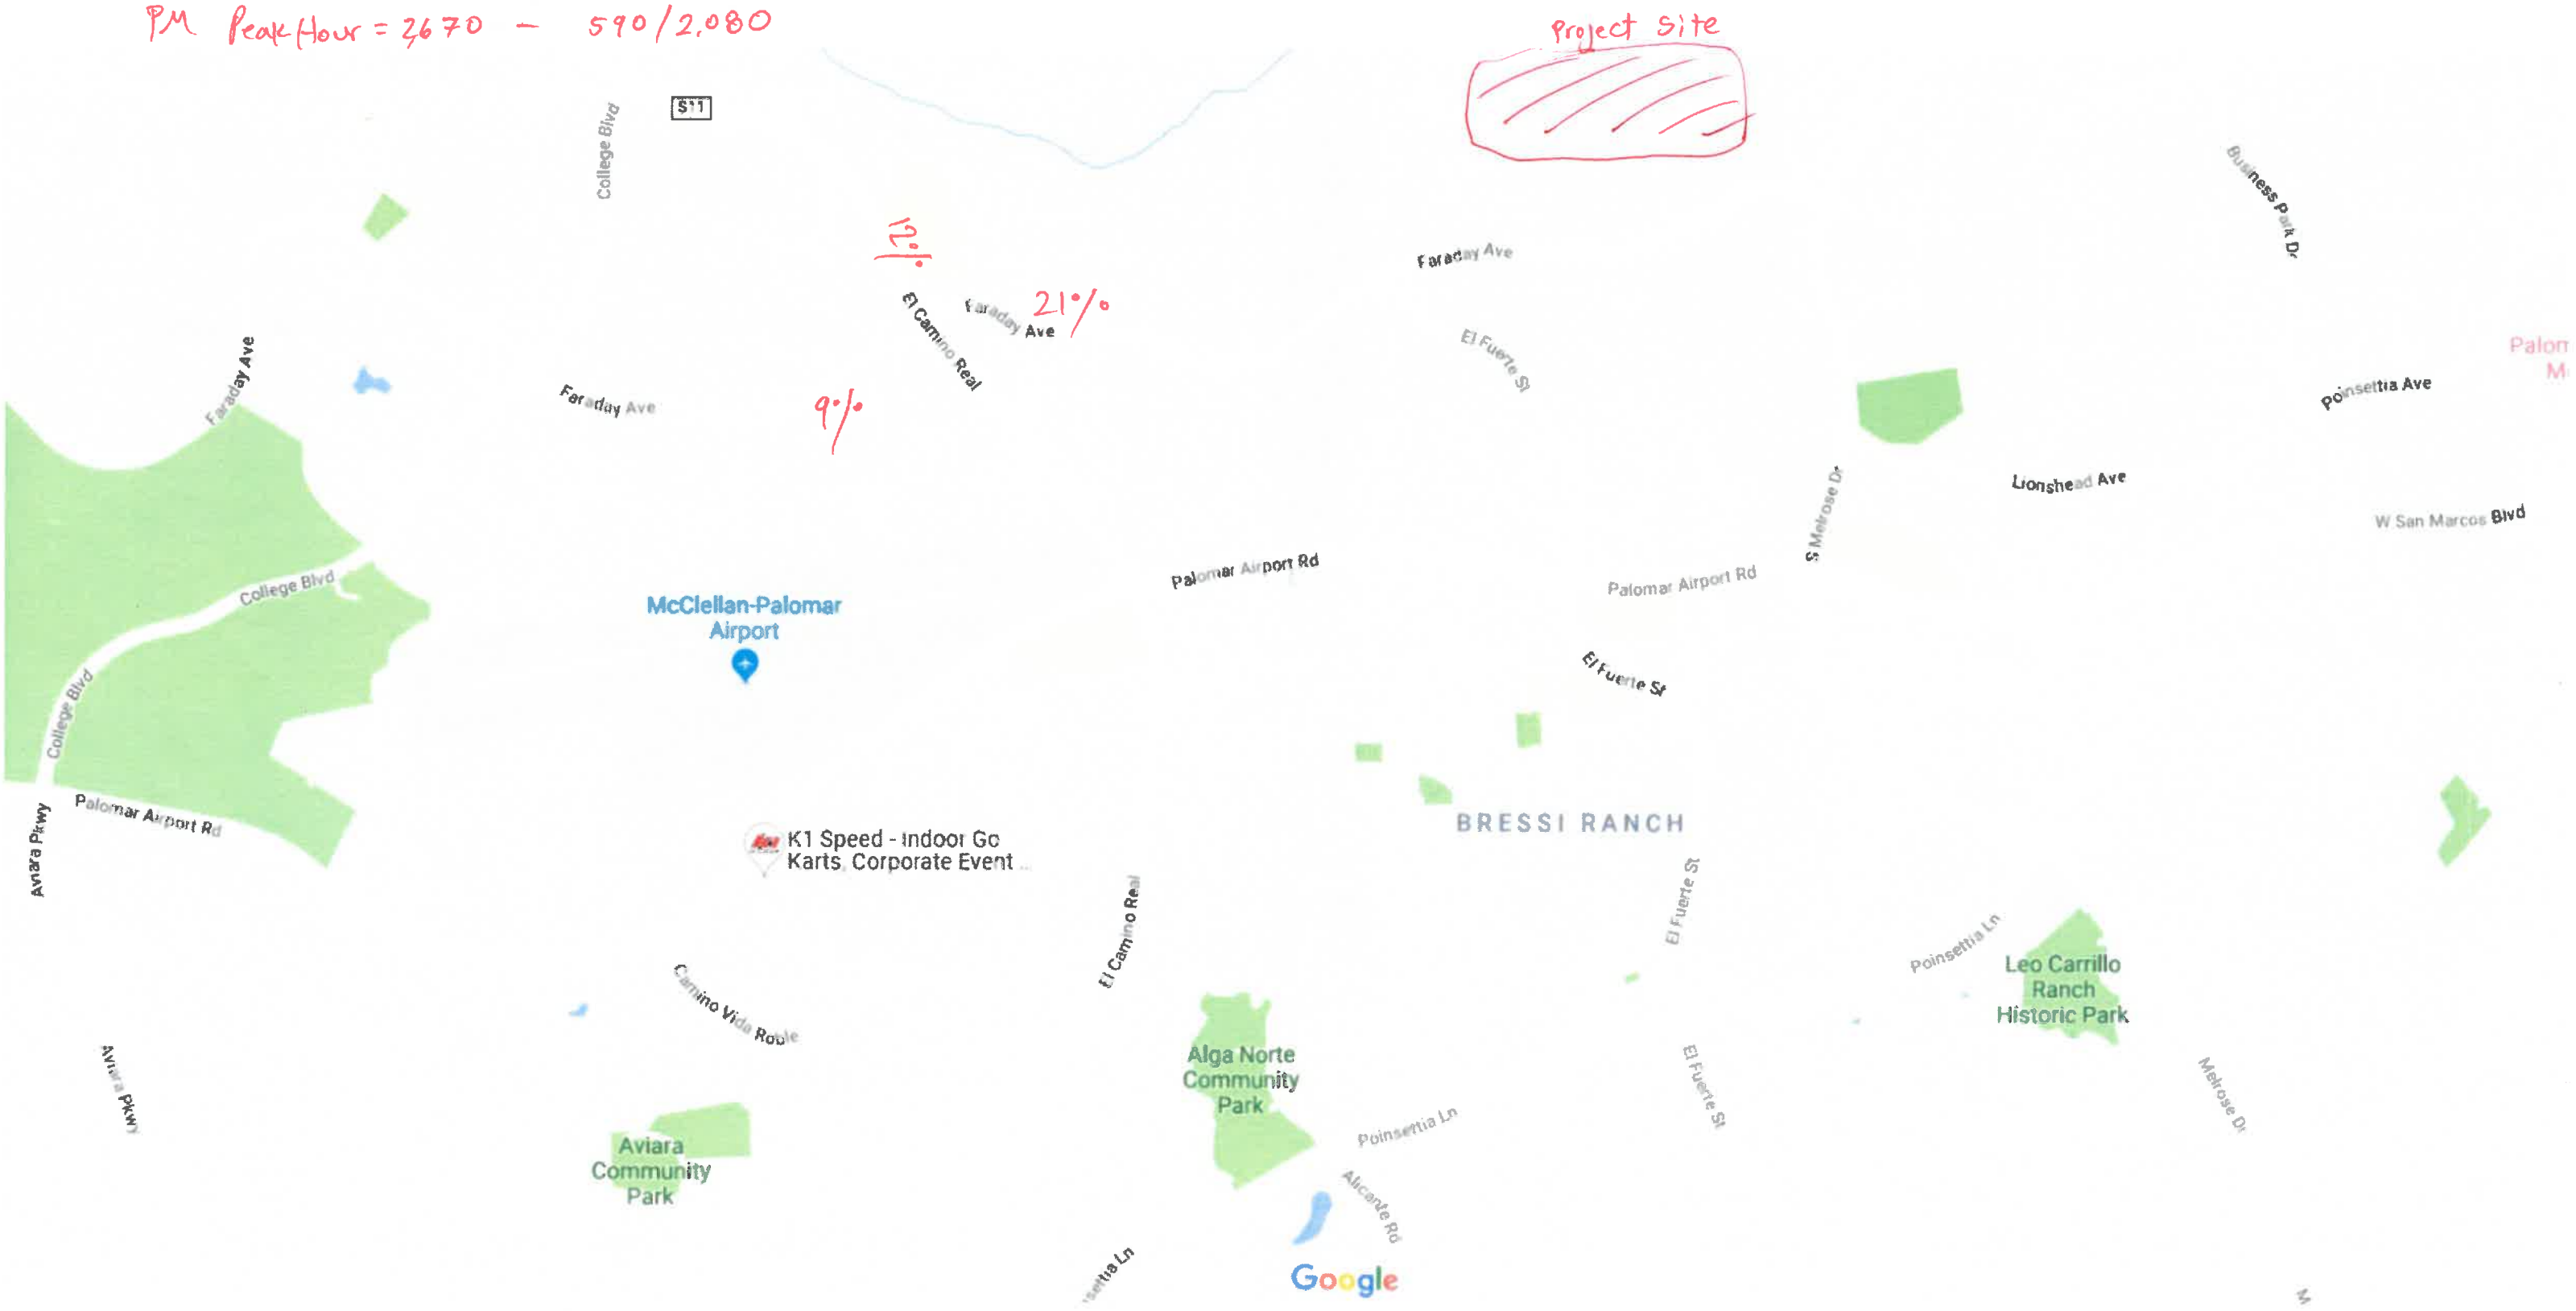 PM Peak Hour = 2,670 - 590/2,080
Project Site
S11
College Blvd
Business Park Dr
12%
Faraday Ave
El Camino Real
Faraday Ave
21%
El Fuerte St
Faraday Ave
Faraday Ave
9%
Poinsettia Ave
Lionshead Ave
S Melrose Dr
W San Marcos Blvd
Palomar Airport Rd
Palomar Airport Rd
College Blvd
McClellan-Palomar
Airport
El Fuerte St
College Blvd
Palomar Airport Rd
Aviara Pkwy
K1 Speed - Indoor Go
Karts, Corporate Event ...
BRESSI RANCH
El Camino Real
El Fuerte St
Poinsettia Ln
Leo Carrillo
Ranch
Historic Park
Camino Vida Roble
Alga Norte
Community
Park
Aviara Pkwy
El Fuerte St
Melrose Dr
Poinsettia Ln
Aviara
Community
Park
Alicante Rd
Google